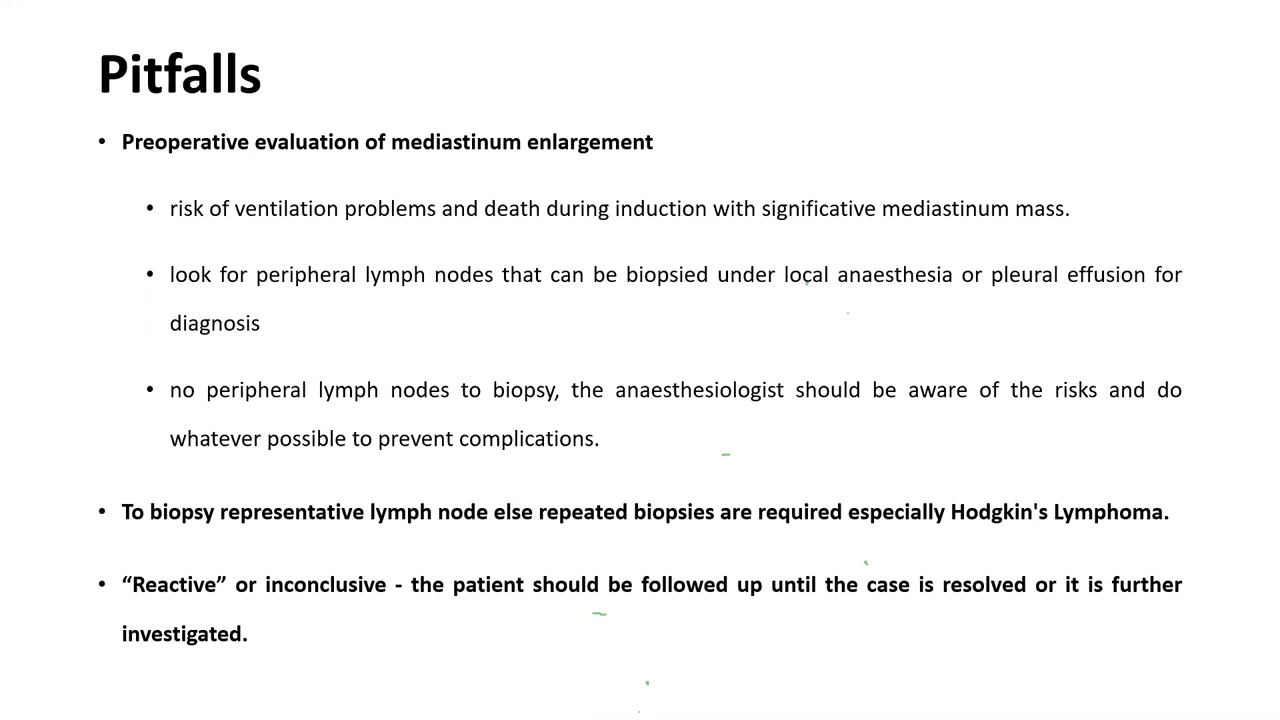 Pitfalls
• Preoperative evaluation of mediastinum enlargement
• risk of ventilation problems and death during induction with significative mediastinum mass.
• look for peripheral lymph nodes that can be biopsied under local anaesthesia or pleural effusion for
diagnosis
• no peripheral lymph nodes to biopsy, the anaesthesiologist should be aware of the risks and do
whatever possible to prevent complications.
• To biopsy representative lymph node else repeated biopsies are required especially Hodgkin's Lymphoma.
• “Reactive” or inconclusive - the patient should be followed up until the case is resolved or it is further
investigated.